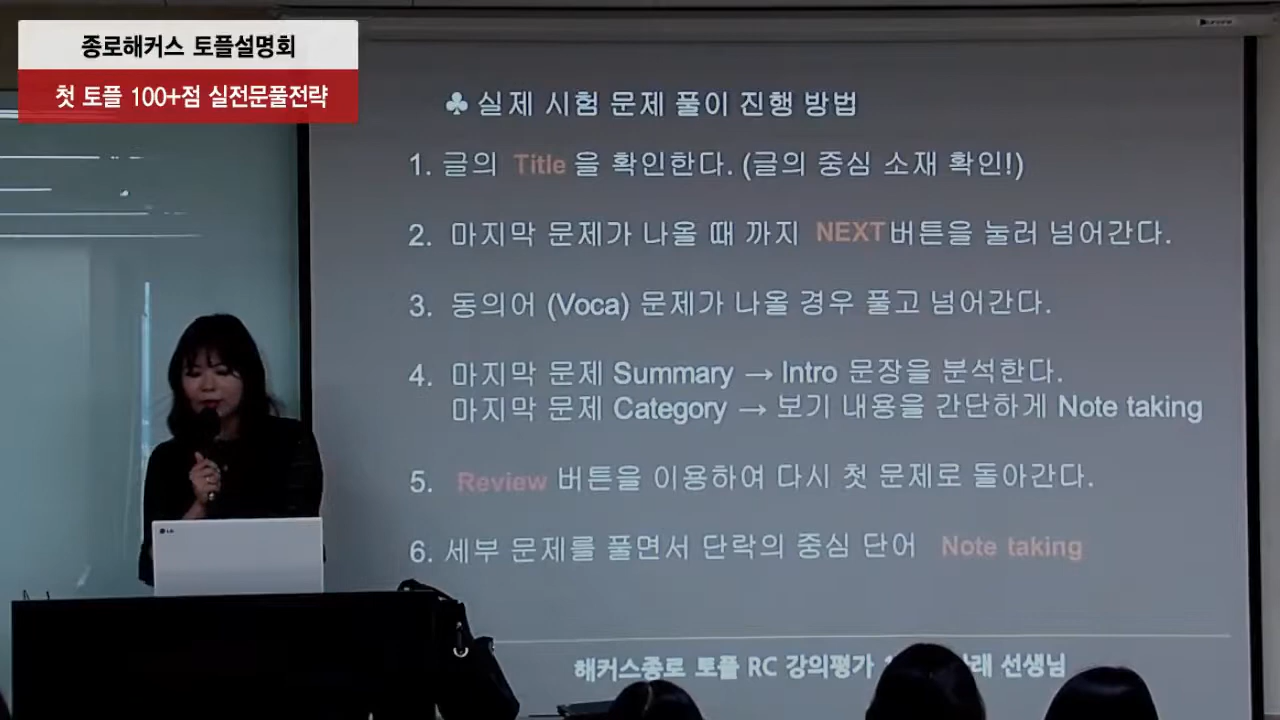 종로해커스 토플설명회
첫 토플 100+점 실전문풀전략
♣ 실제 시험 문제 풀이 진행 방법
1. 글의 Title 을 확인한다. (글의 중심 소재 확인!)
2. 마지막 문제가 나올 때 까지 NEXT버튼을 눌러 넘어간다.
3. 동의어 (Voca) 문제가 나올 경우 풀고 넘어간다.
4. 마지막 문제 Summary → Intro 문장을 분석한다.
마지막 문제 Category → 보기 내용을 간단하게 Note taking
5. Review 버튼을 이용하여 다시 첫 문제로 돌아간다.
6. 세부 문제를 풀면서 단락의 중심 단어 Note taking
해커스종로 토플 RC 강의평가 선생님
LG